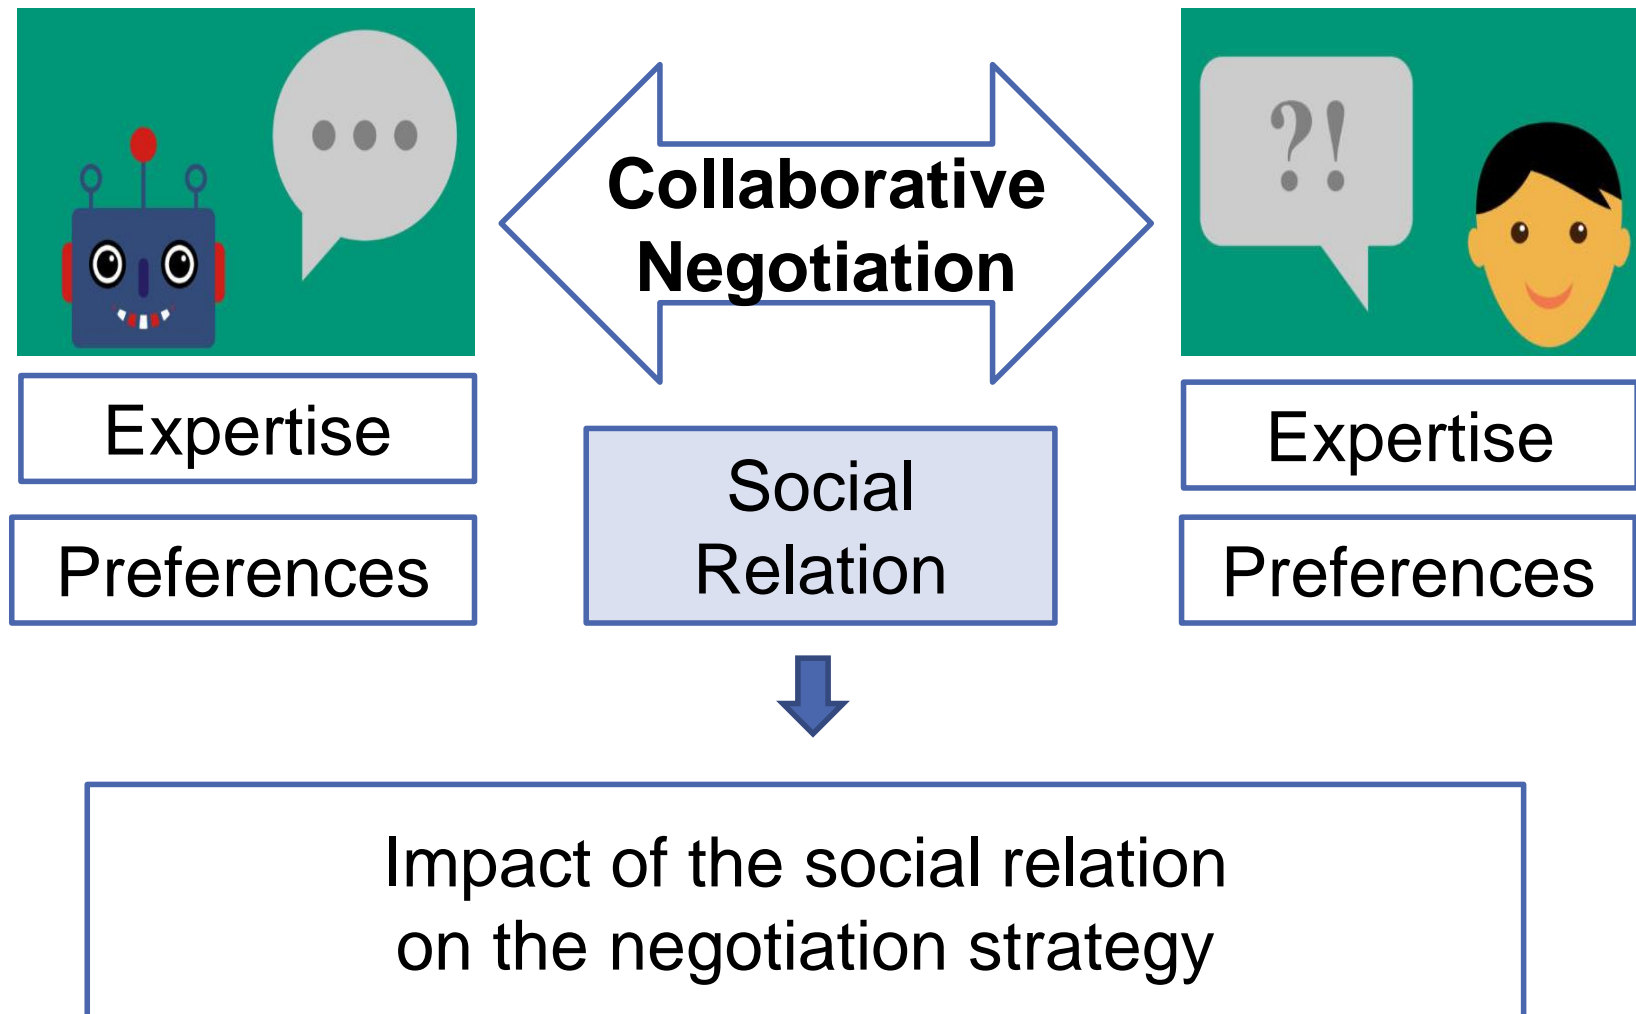 ?!
Collaborative
Negotiation
Expertise
Preferences
Social
Relation
Expertise
Preferences
Impact of the social relation
on the negotiation strategy